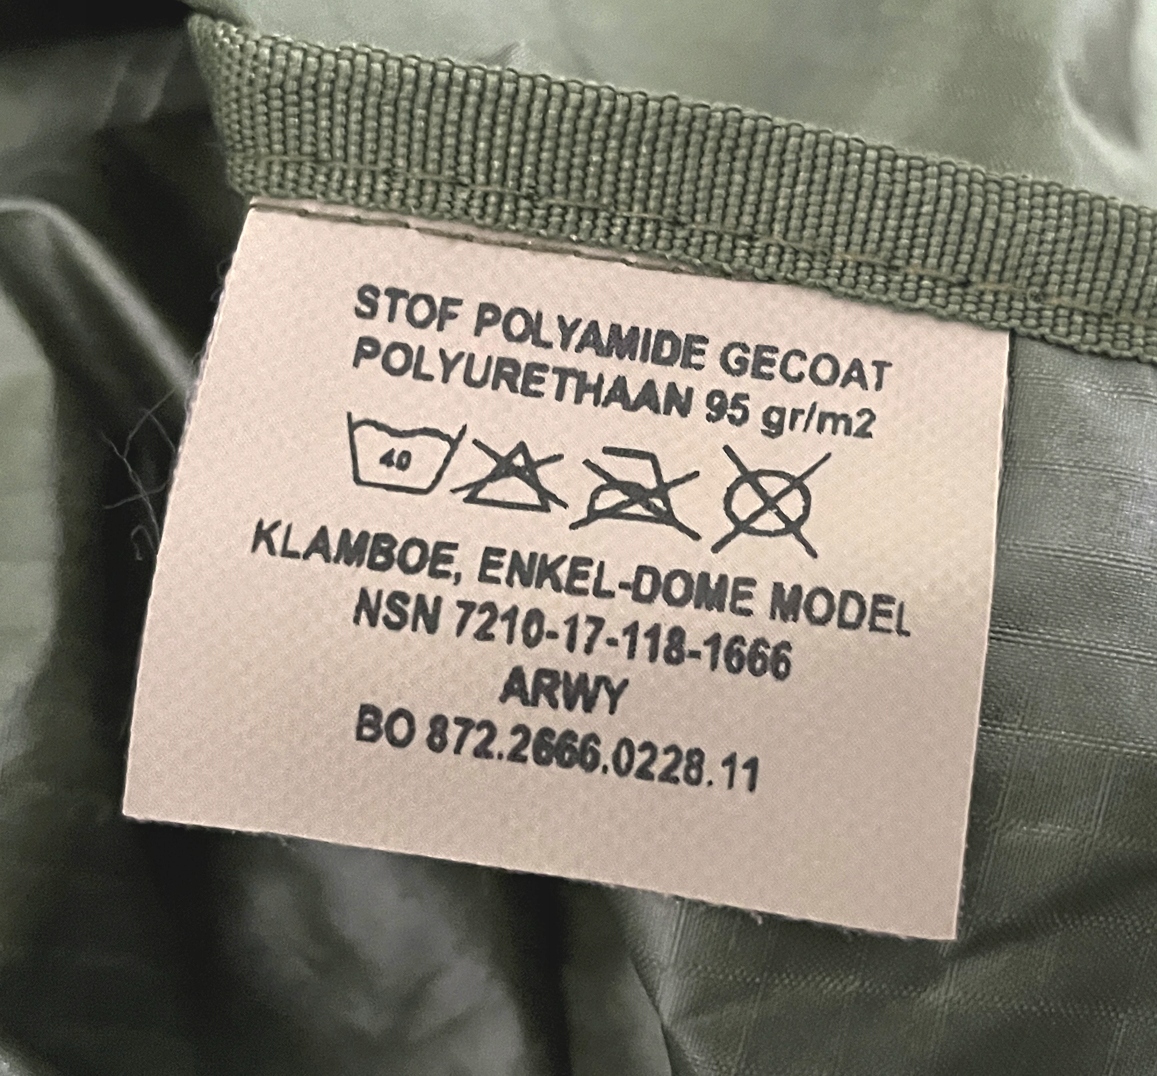 STOF POLYAMIDE GECOAT
POLYURETHAAN 95 gr/m2
40
KLAMBOE, ENKEL-DOME MODEL
NSN 7210-17-118-1666
ARWY
BO 872.2666.0228.11